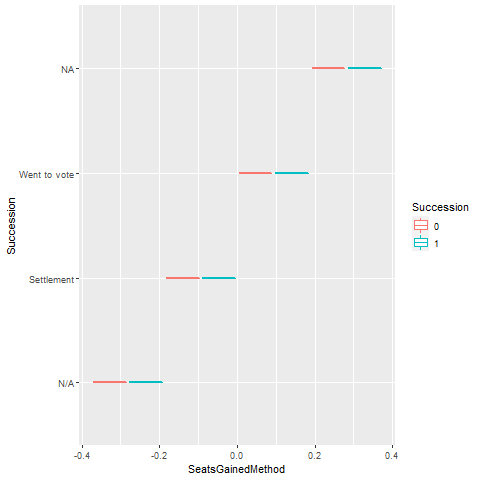 NA
Went to vote
Settlement
N/A
Succession
-0.4
-0.2
0.0
0.2
0.4
SeatsGainedMethod
Succession
0
1